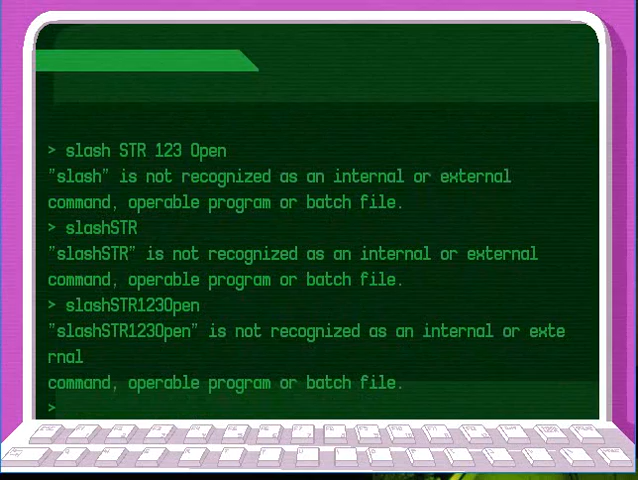 > slash STR 123 Open
"slash" is not recognized as an internal or external
command, operable program or batch file.
> slashSTR
"slashSTR" is not recognized as an internal or external
command, operable program or batch file.
> slashSTR123Open
"slashSTR123Open" is not recognized as an internal or exte
rnal
command, operable program or batch file.
>